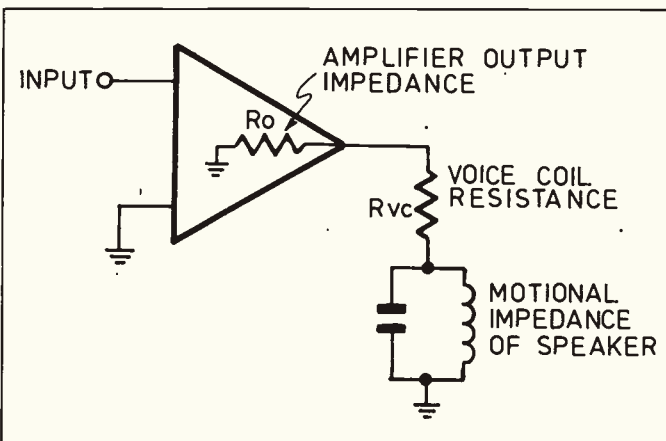 AMPLIFIER OUTPUT
IMPEDANCE
INPUT
Ro
VOICE COIL
RESISTANCE
Rvc
MOTIONAL
IMPEDANCE
OF SPEAKER